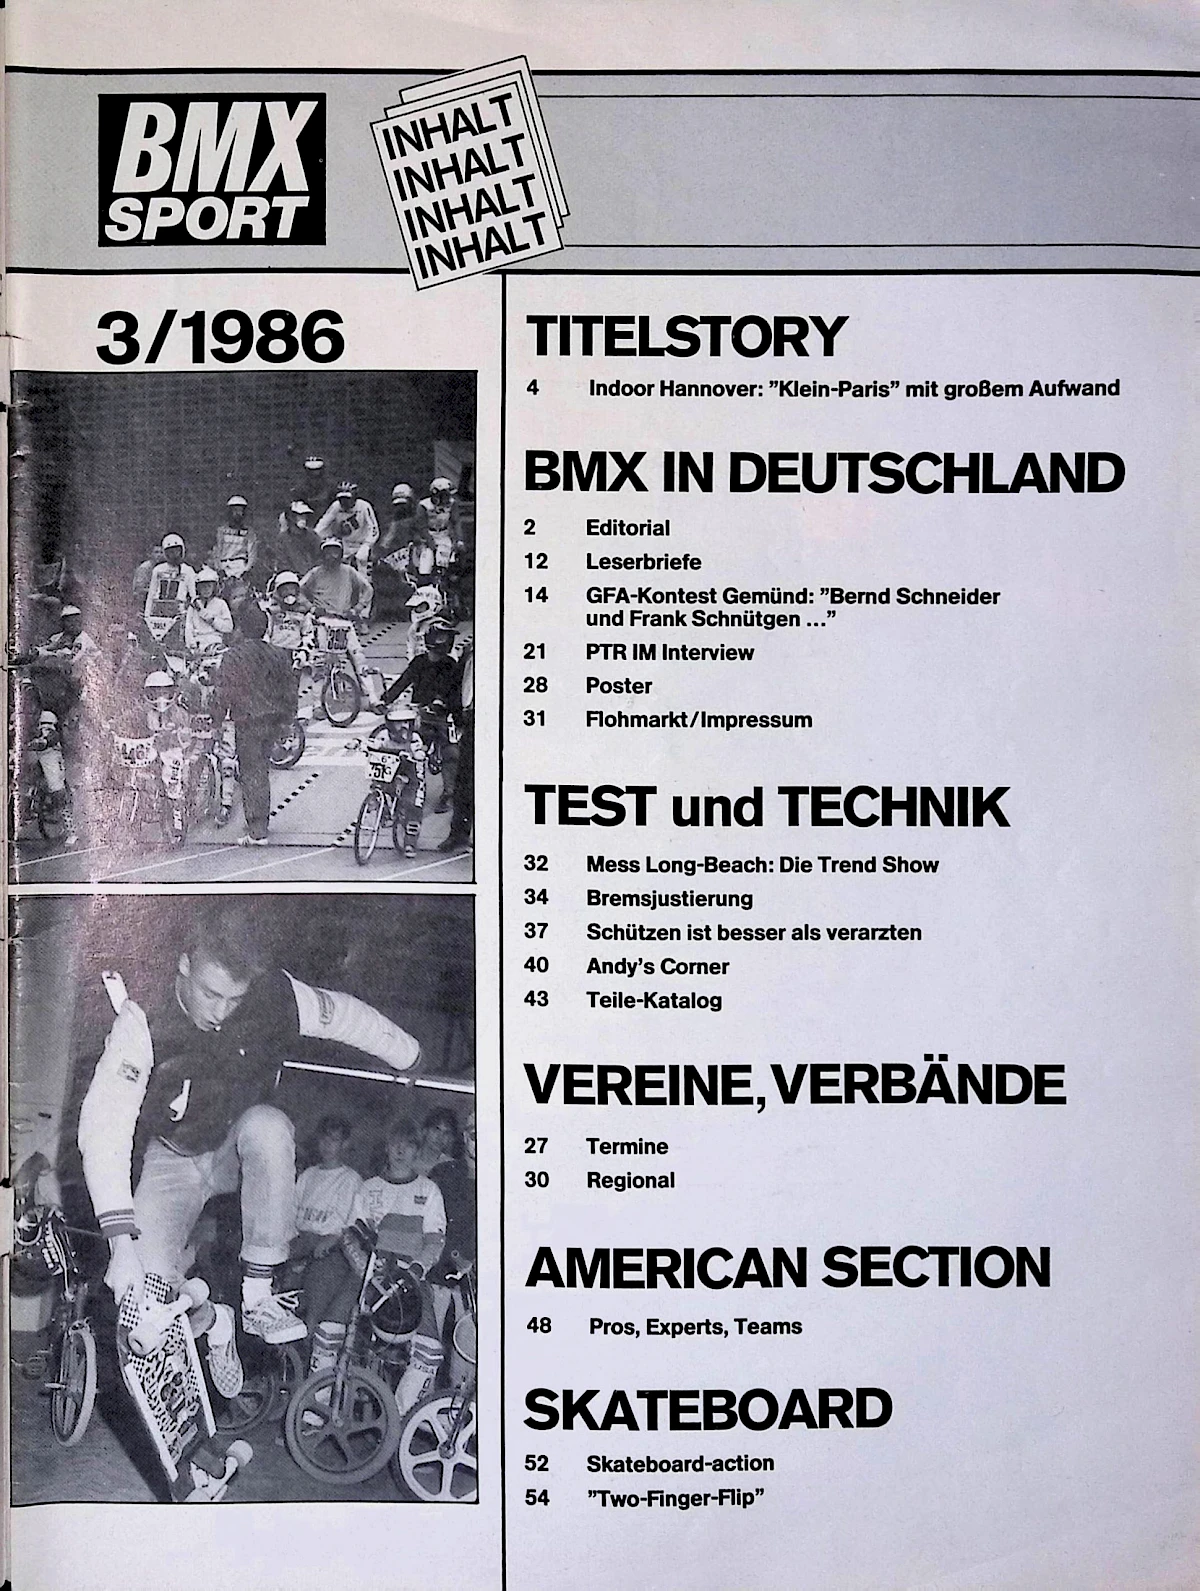 BMX
SPORT
INHALT
INHALT
INHALT
INHALT
3/1986
TITELSTORY
4 Indoor Hannover: ”Klein-Paris” mit großem Aufwand
BMX IN DEUTSCHLAND
2 Editorial
12 Leserbriefe
14 GFA-Kontest Gemünd: ”Bernd Schneider
und Frank Schnütgen ...”
21 PTR IM Interview
28 Poster
31 Flohmarkt/Impressum
TEST und TECHNIK
32 Mess Long-Beach: Die Trend Show
34 Bremsjustierung
37 Schützen ist besser als verarzten
40 Andy’s Corner
43 Teile-Katalog
VEREINE, VERBÄNDE
27 Termine
30 Regional
AMERICAN SECTION
48 Pros, Experts, Teams
SKATEBOARD
52 Skateboard-action
54 ”Two-Finger-Flip”